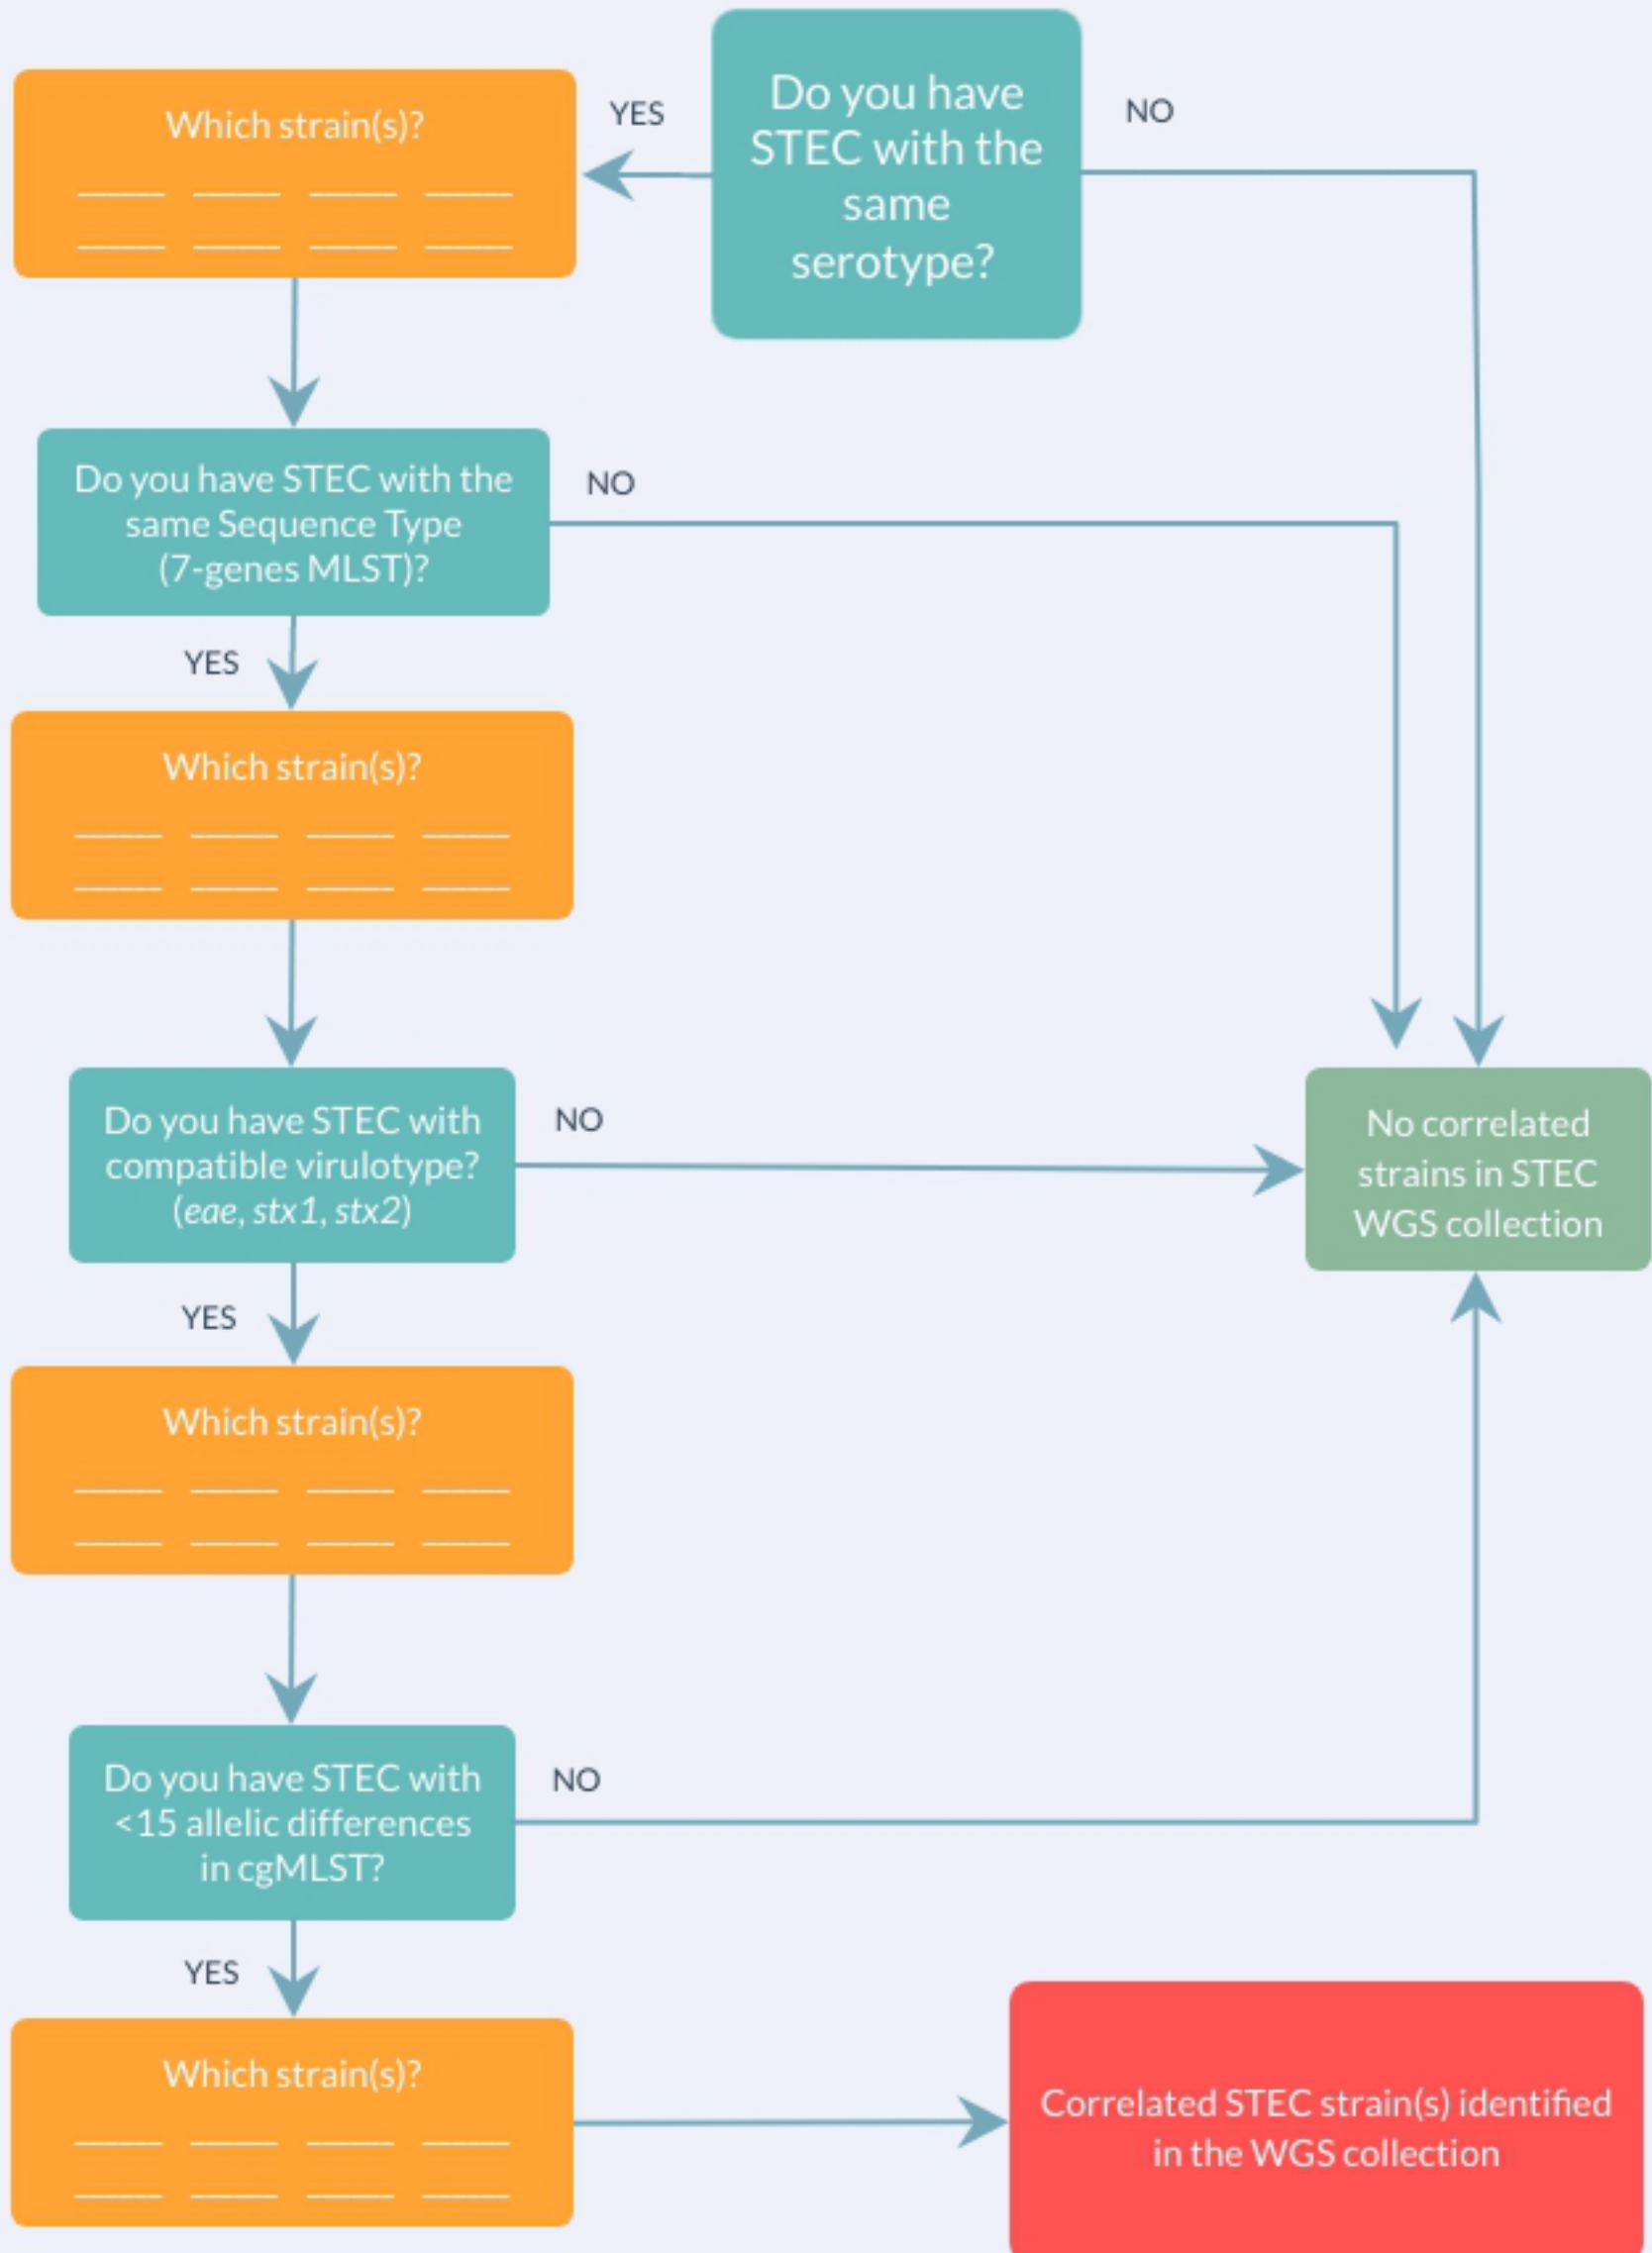 Do you have
STEC with the
same
serotype?
YES
NO
Which strain(s)?
Do you have STEC with the
same Sequence Type
(7-genes MLST)?
NO
YES
Which strain(s)?
Do you have STEC with
compatible virulotype?
(eae, stx1, stx2)
NO
No correlated
strains in STEC
WGS collection
YES
Which strain(s)?
Do you have STEC with
<15 allelic differences
in cgMLST?
NO
YES
Which strain(s)?
Correlated STEC strain(s) identified
in the WGS collection